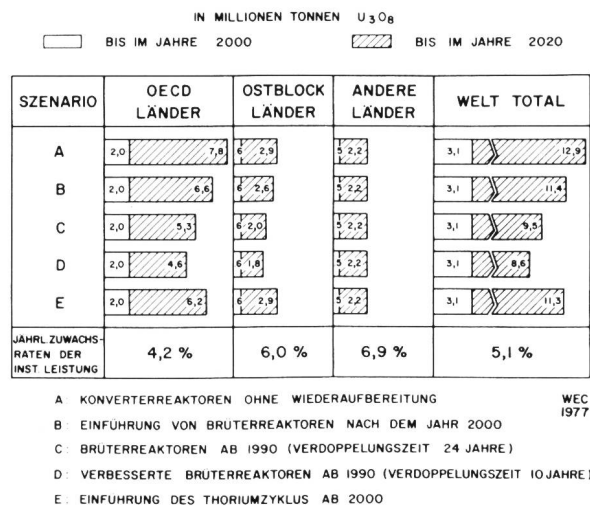 IN MILLIONEN TONNEN U3O8
BIS IM JAHRE 2000 BIS IM JAHRE 2020
SZENARIO OECD LÄNDER OSTBLOCK LÄNDER ANDERE LÄNDER WELT TOTAL
A 2,0 7,8 6 2,9 5 2,2 3,1 12,9
B 2,0 6,6 6 2,6 5 2,2 3,1 11,4
C 2,0 5,3 6 2,0 5 2,2 3,1 9,5
D 2,0 4,6 6 1,8 5 2,2 3,1 8,6
E 2,0 6,2 6 2,9 5 2,2 3,1 11,3
JÄHRL. ZUWACHS-
RATEN DER
INST. LEISTUNG
4,2 % 6,0 % 6,9 % 5,1 %
A KONVERTERREAKTOREN OHNE WIEDERAUFBEREITUNG
WEC
1977
B: EINFÜHRUNG VON BRÜTERREAKTOREN NACH DEM JAHR 2000
C: BRÜTERREAKTOREN AB 1990 (VERDOPPELUNGSZEIT 24 JAHRE)
D: VERBESSERTE BRÜTERREAKTOREN AB 1990 (VERDOPPELUNGSZEIT 10 JAHRE)
E: EINFUHRUNG DES THORIUMZYKLUS AB 2000